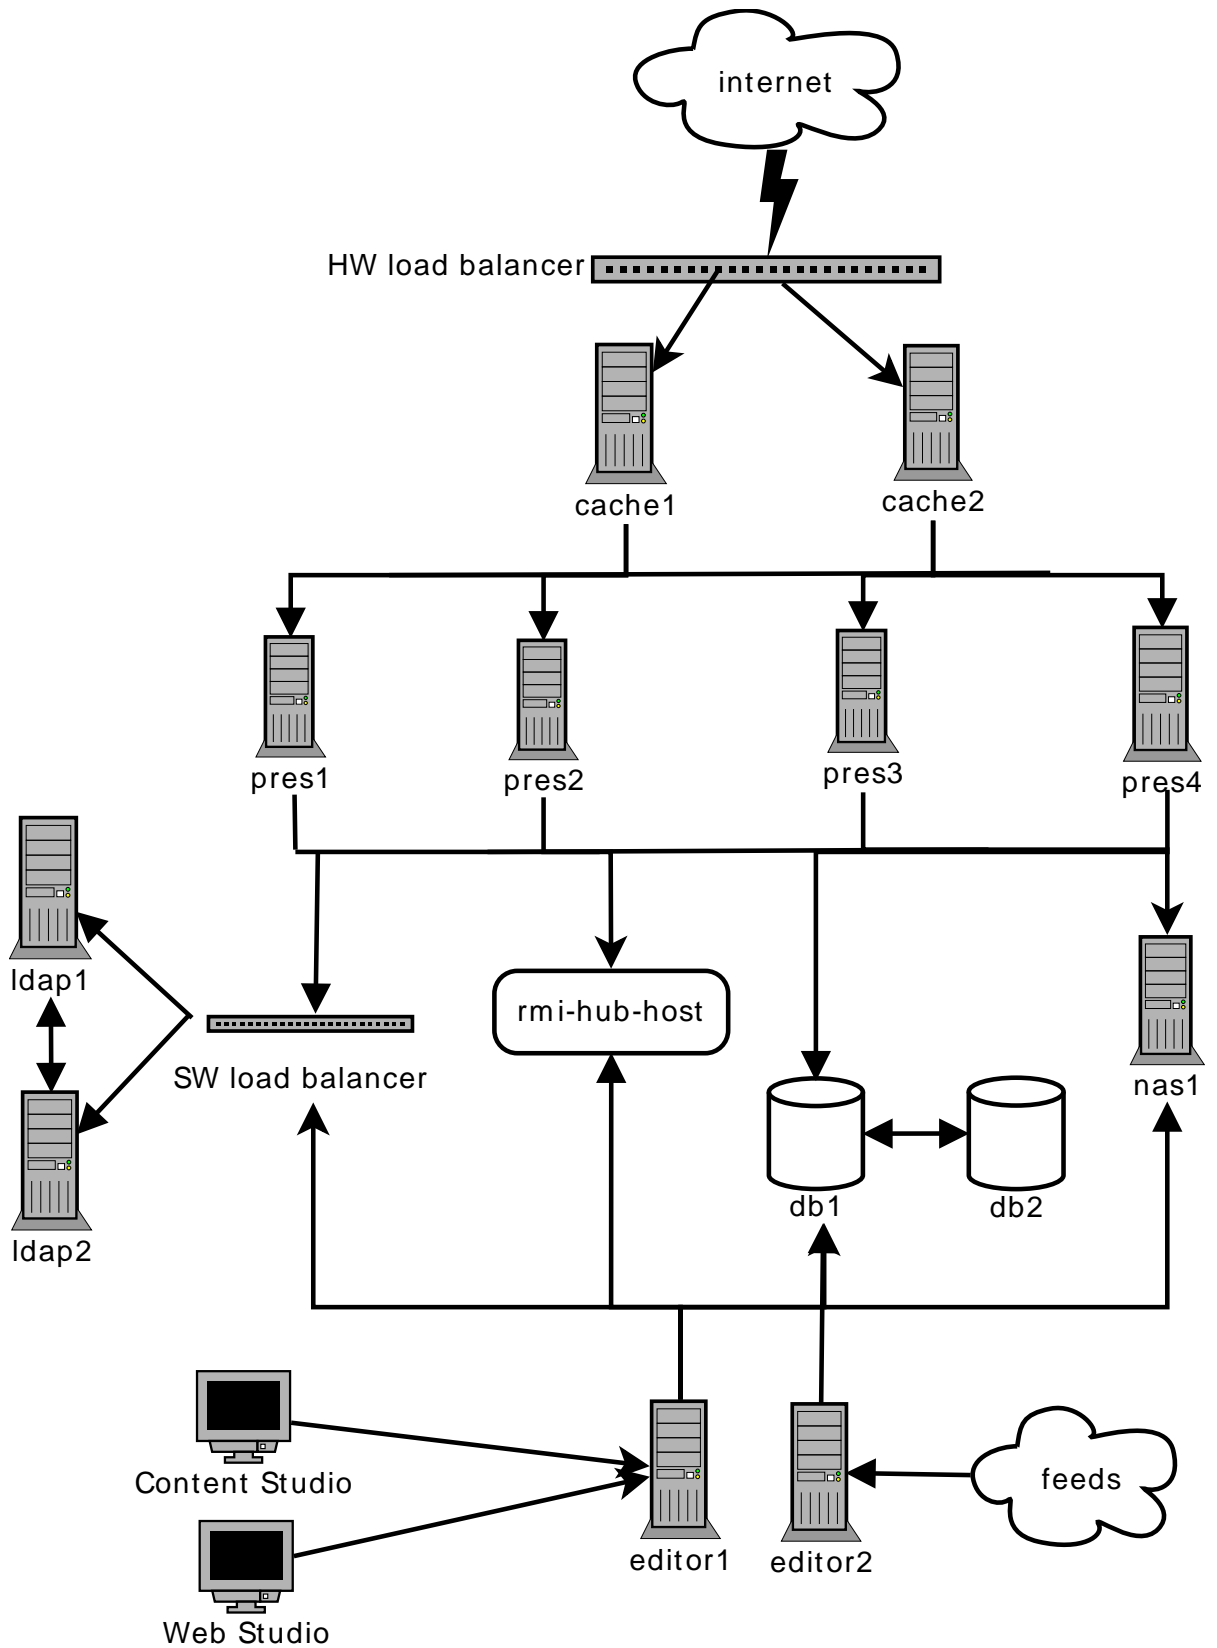 internet
HW load balancer
cache1
cache2
pres1
pres2
pres3
pres4
ldap1
rmi-hub-host
SW load balancer
nas1
db1
db2
ldap2
Content Studio
feeds
editor1
editor2
Web Studio